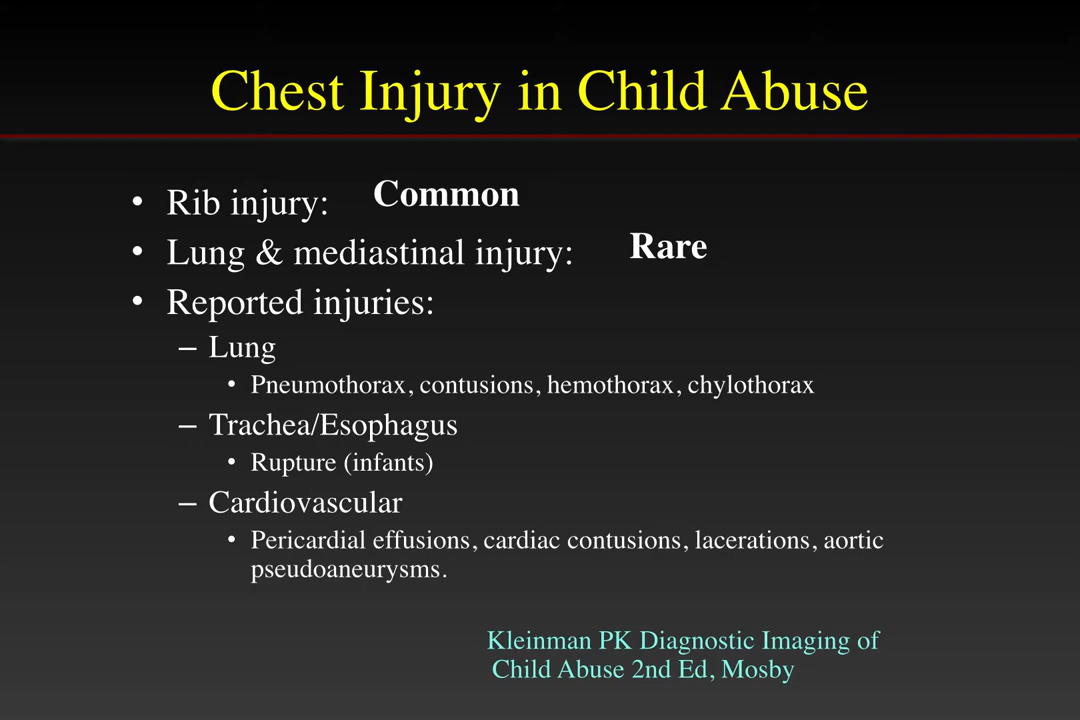 Chest Injury in Child Abuse
• Rib injury: Common
• Lung & mediastinal injury: Rare
• Reported injuries:
– Lung
• Pneumothorax, contusions, hemothorax, chylothorax
– Trachea/Esophagus
• Rupture (infants)
– Cardiovascular
• Pericardial effusions, cardiac contusions, lacerations, aortic
pseudoaneurysms.
Kleinman PK Diagnostic Imaging of
Child Abuse 2nd Ed, Mosby